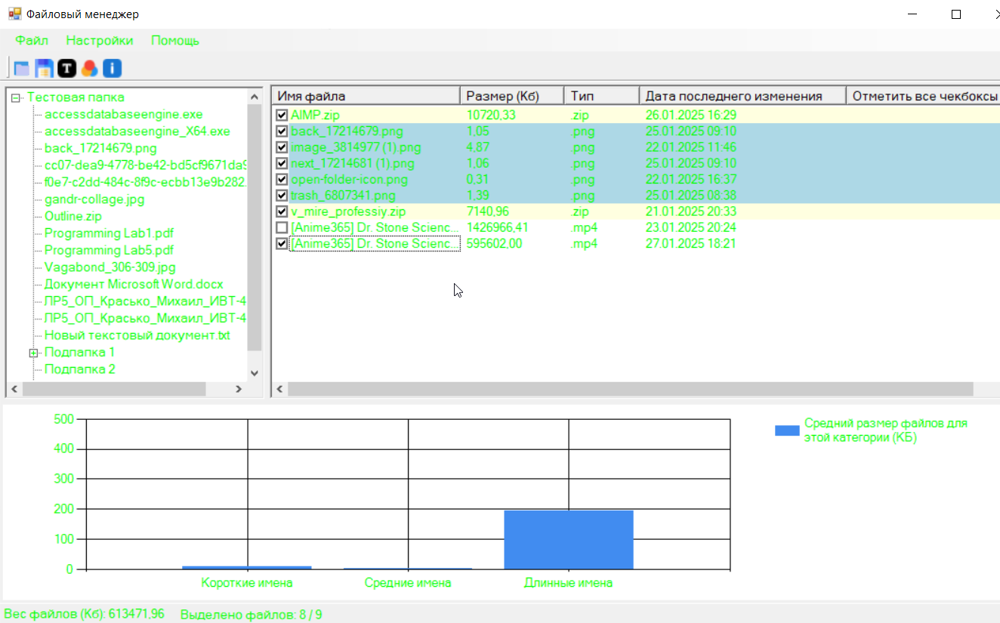 Файловый менеджер
Файл Настройки Помощь
T i
Тестовая папка
accessdatabaseengine.exe
accessdatabaseengine_X64.exe
back_17214679.png
cc07-dea9-4778-be42-bd5cf9671da9
f0e7-c2dd-484c-8f9c-ecbb13e9b282.
gandr-collage.jpg
Outline.zip
Programming Lab1.pdf
Programming Lab5.pdf
Vagabond_306-309.jpg
Документ Microsoft Word.docx
ЛР5_ОП_Красько_Михаил_ИВТ-4
ЛР5_ОП_Красько_Михаил_ИВТ-4
Новый текстовый документ.txt
Подпапка 1
Подпапка 2
Имя файла Размер (Кб) Тип Дата последнего изменения Отметить все чекбоксы
AIMP.zip 10720,33 .zip 26.01.2025 16:29
back_17214679.png 1,05 .png 25.01.2025 09:10
image_3814977 (1).png 4,87 .png 22.01.2025 11:46
next_17214681 (1).png 1,06 .png 25.01.2025 09:10
open-folder-icon.png 0,31 .png 22.01.2025 16:37
trash_6807341.png 1,39 .png 25.01.2025 08:38
v_mire_professiy.zip 7140,96 .zip 21.01.2025 20:33
[Anime365] Dr. Stone Scienc... 1426966,41 .mp4 23.01.2025 20:24
[Anime365] Dr. Stone Scienc... 595602,00 .mp4 27.01.2025 18:21
500
400
300
200
100
0
Короткие имена Средние имена Длинные имена
Средний размер файлов для
этой категории (КБ)
Вес файлов (Кб): 613471,96 Выделено файлов: 8 / 9